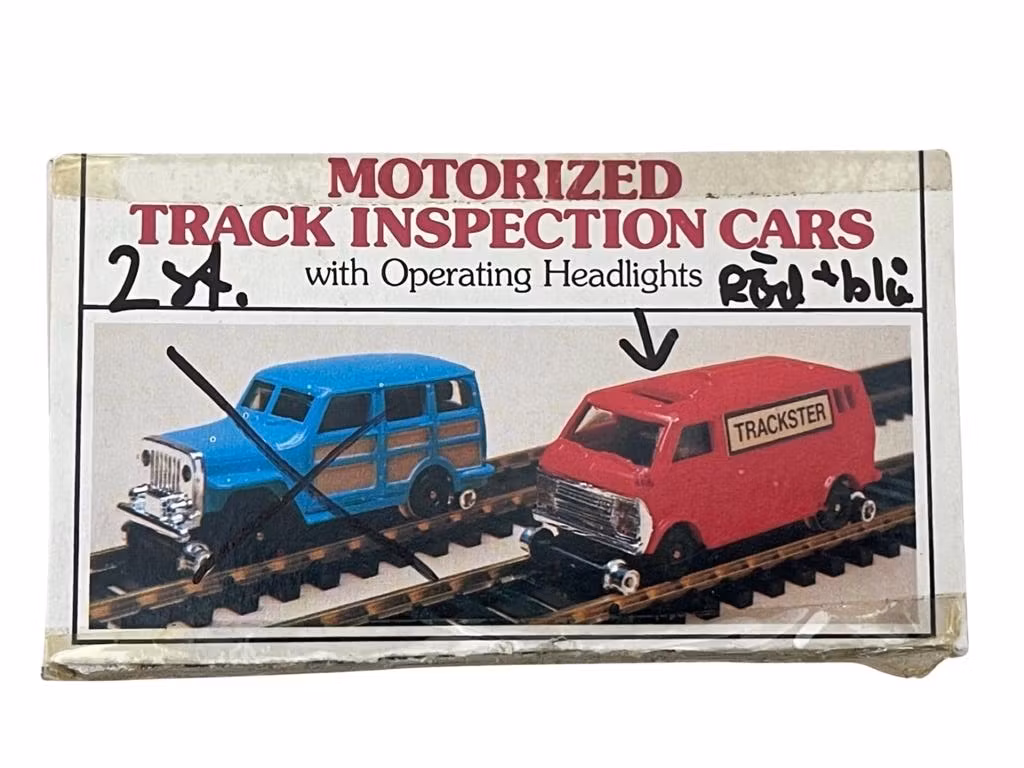 MOTORIZED
TRACK INSPECTION CARS
with Operating Headlights
2 st.
Röd + blå
TRACKSTER